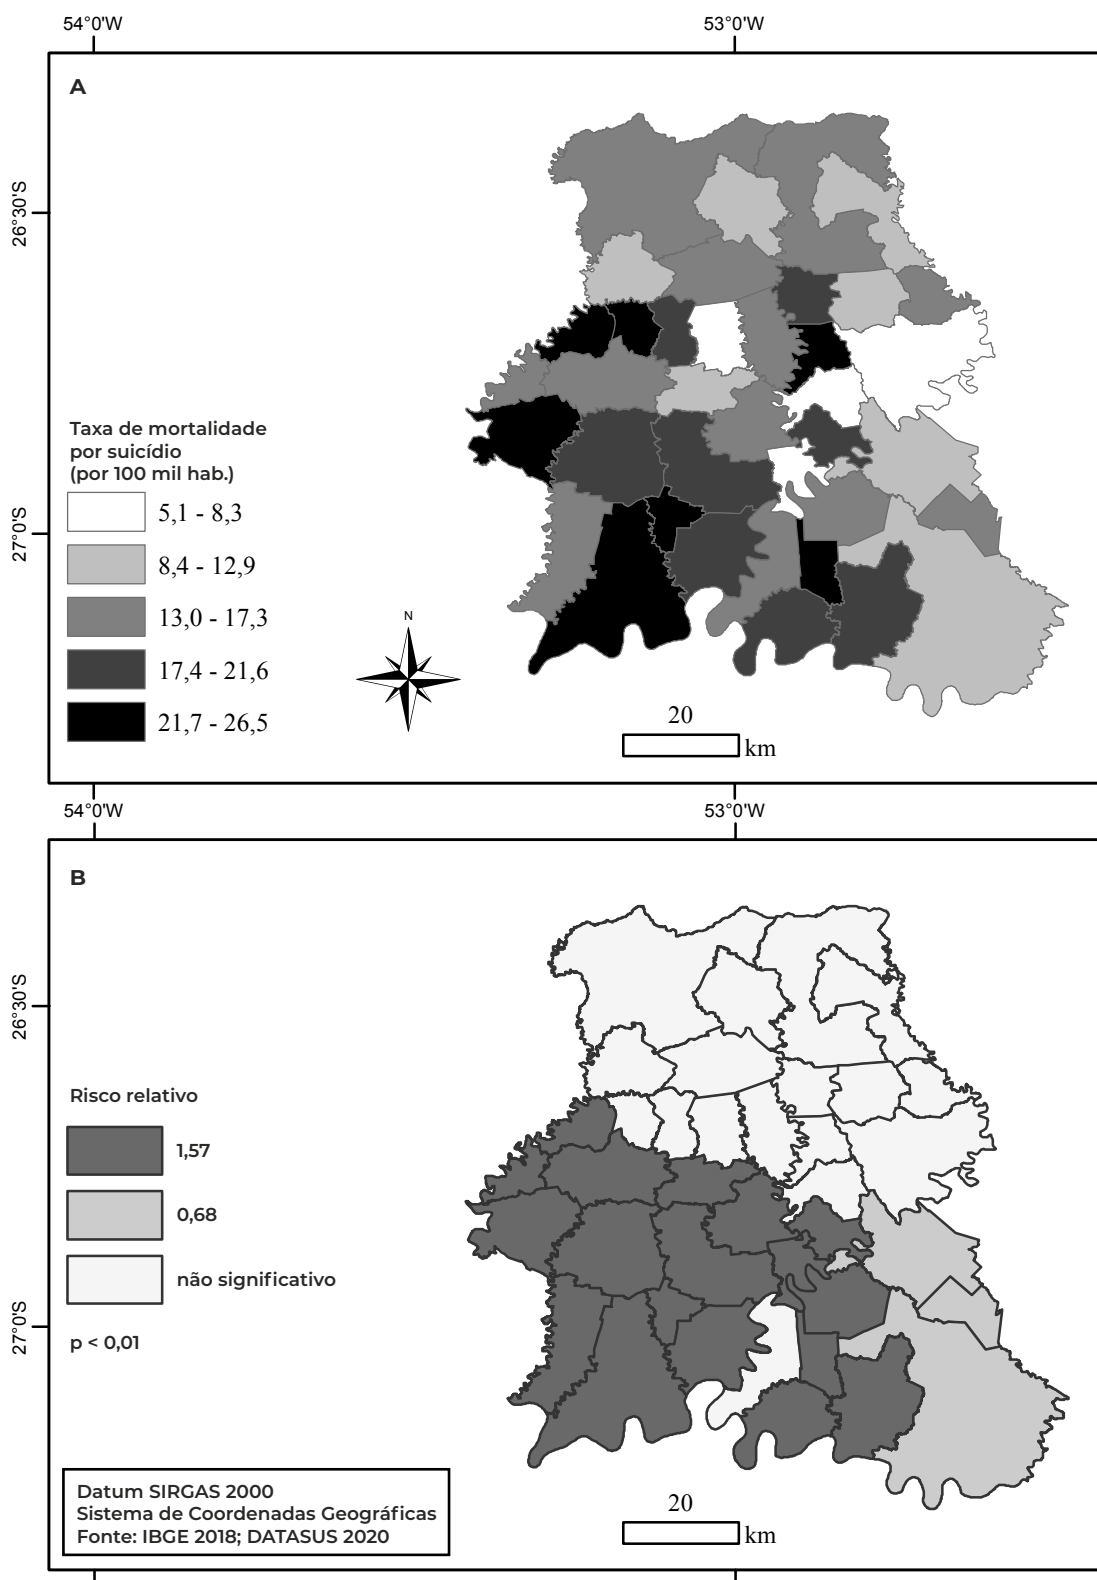 54°0'W
53°0'W
A
26°30'S
27°0'S
Taxa de mortalidade
por suicídio
(por 100 mil hab.)
5,1 - 8,3
8,4 - 12,9
13,0 - 17,3
17,4 - 21,6
21,7 - 26,5
N
20
km
54°0'W
53°0'W
B
26°30'S
27°0'S
Risco relativo
1,57
0,68
não significativo
p < 0,01
Datum SIRGAS 2000
Sistema de Coordenadas Geográficas
Fonte: IBGE 2018; DATASUS 2020
20
km